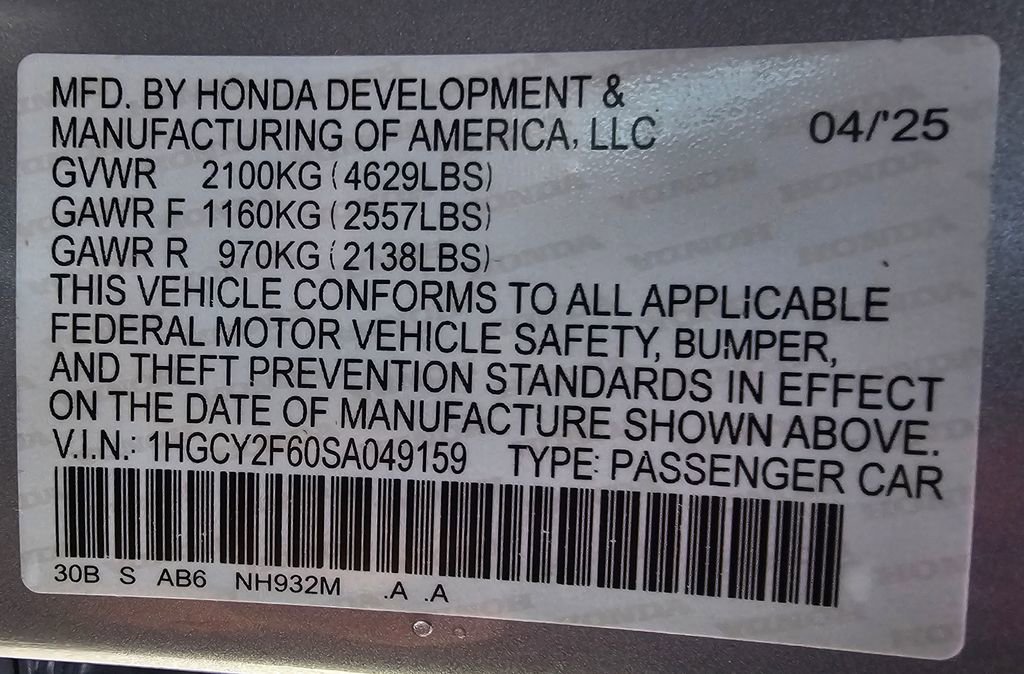 MFD. BY HONDA DEVELOPMENT &
MANUFACTURING OF AMERICA, LLC 04/'25
GVWR 2100KG (4629LBS)
GAWR F 1160KG (2557LBS)
GAWR R 970KG (2138LBS)
THIS VEHICLE CONFORMS TO ALL APPLICABLE
FEDERAL MOTOR VEHICLE SAFETY, BUMPER,
AND THEFT PREVENTION STANDARDS IN EFFECT
ON THE DATE OF MANUFACTURE SHOWN ABOVE.
V.I.N.: 1HGCY2F60SA049159 TYPE: PASSENGER CAR
30B S AB6 NH932M .A .A